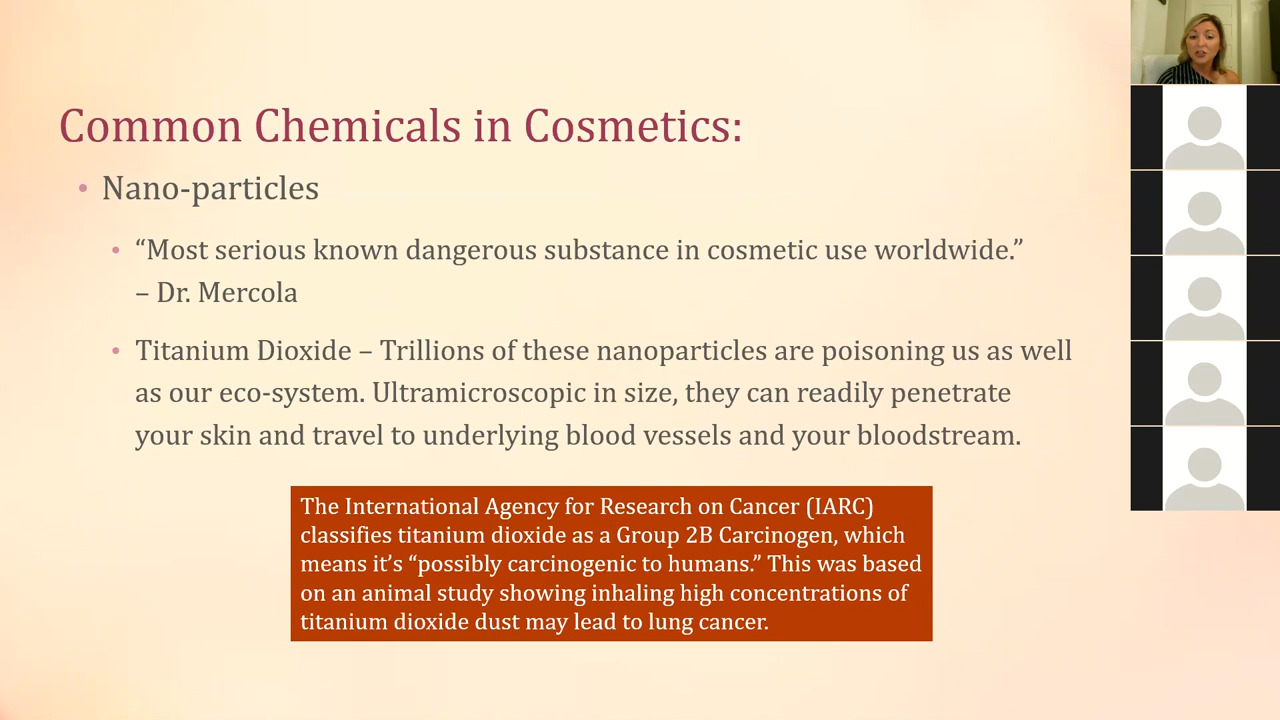 Common Chemicals in Cosmetics:
• Nano-particles
• “Most serious known dangerous substance in cosmetic use worldwide.”
– Dr. Mercola
• Titanium Dioxide – Trillions of these nanoparticles are poisoning us as well
as our eco-system. Ultramicroscopic in size, they can readily penetrate
your skin and travel to underlying blood vessels and your bloodstream.
The International Agency for Research on Cancer (IARC)
classifies titanium dioxide as a Group 2B Carcinogen, which
means it’s “possibly carcinogenic to humans.” This was based
on an animal study showing inhaling high concentrations of
titanium dioxide dust may lead to lung cancer.